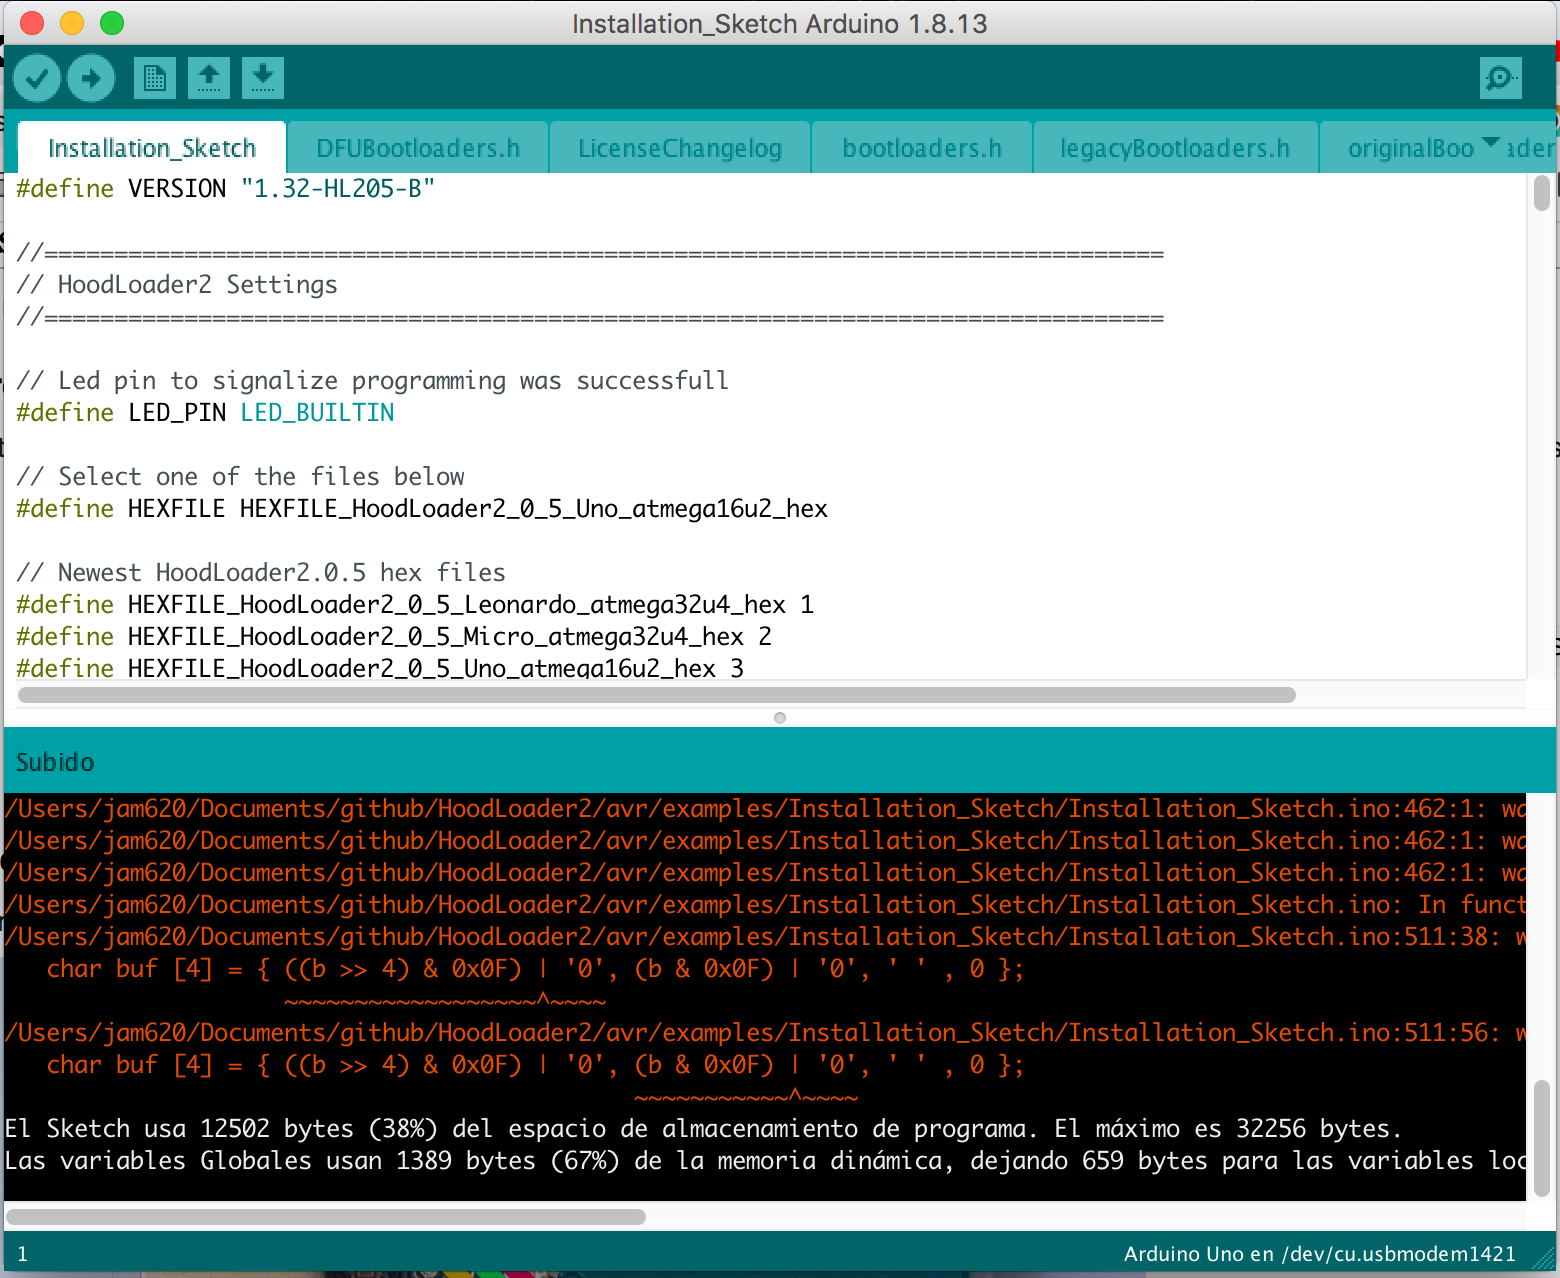 Installation_Sketch Arduino 1.8.13
Installation_Sketch DFUBootloaders.h LicenseChangelog bootloaders.h legacyBootloaders.h originalBoo ader
#define VERSION "1.32-HL205-B"
//================================================================================
// HoodLoader2 Settings
//================================================================================
// Led pin to signalize programming was successfull
#define LED_PIN LED_BUILTIN
// Select one of the files below
#define HEXFILE HEXFILE_HoodLoader2_0_5_Uno_atmega16u2_hex
// Newest HoodLoader2.0.5 hex files
#define HEXFILE_HoodLoader2_0_5_Leonardo_atmega32u4_hex 1
#define HEXFILE_HoodLoader2_0_5_Micro_atmega32u4_hex 2
#define HEXFILE_HoodLoader2_0_5_Uno_atmega16u2_hex 3
Subido
/Users/jam620/Documents/github/HoodLoader2/avr/examples/Installation_Sketch/Installation_Sketch.ino:462:1: wa
/Users/jam620/Documents/github/HoodLoader2/avr/examples/Installation_Sketch/Installation_Sketch.ino:462:1: wa
/Users/jam620/Documents/github/HoodLoader2/avr/examples/Installation_Sketch/Installation_Sketch.ino:462:1: wa
/Users/jam620/Documents/github/HoodLoader2/avr/examples/Installation_Sketch/Installation_Sketch.ino: In funct
/Users/jam620/Documents/github/HoodLoader2/avr/examples/Installation_Sketch/Installation_Sketch.ino:511:38: w
char buf [4] = { ((b >> 4) & 0x0F) | '0', (b & 0x0F) | '0', ' ' , 0 };
~~~~~~~~~~~~~~~~~~^~~~~
/Users/jam620/Documents/github/HoodLoader2/avr/examples/Installation_Sketch/Installation_Sketch.ino:511:56: w
char buf [4] = { ((b >> 4) & 0x0F) | '0', (b & 0x0F) | '0', ' ' , 0 };
~~~~~~~~~~~^~~~~
El Sketch usa 12502 bytes (38%) del espacio de almacenamiento de programa. El máximo es 32256 bytes.
Las variables Globales usan 1389 bytes (67%) de la memoria dinámica, dejando 659 bytes para las variables loc
1 Arduino Uno en /dev/cu.usbmodem1421